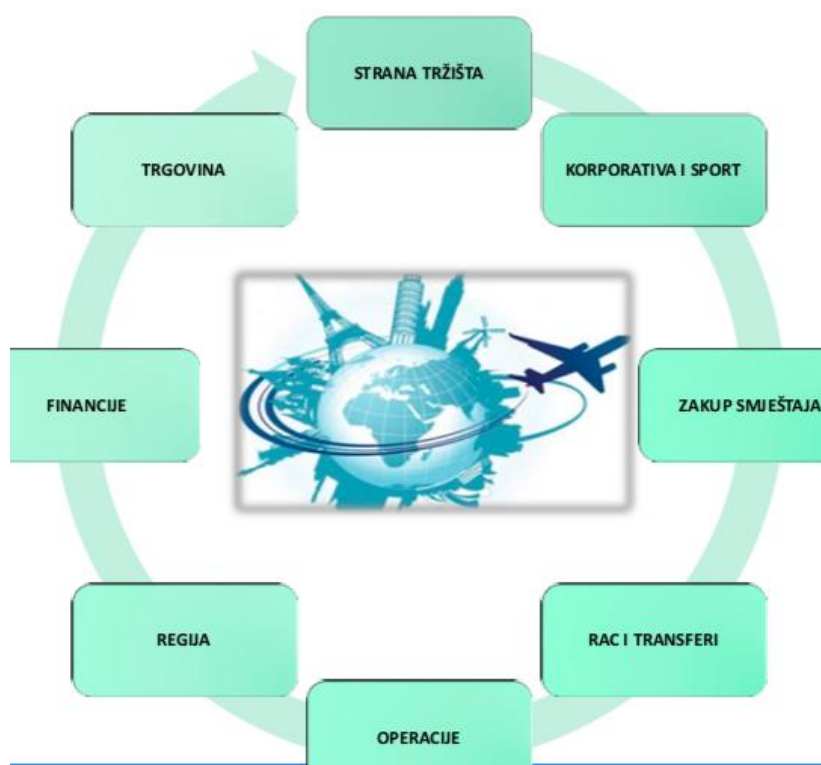 STRANA TRŽIŠTA
KORPORATIVA I SPORT
ZAKUP SMJEŠTAJA
RAC I TRANSFERI
OPERACIJE
REGIJA
FINANCIJE
TRGOVINA